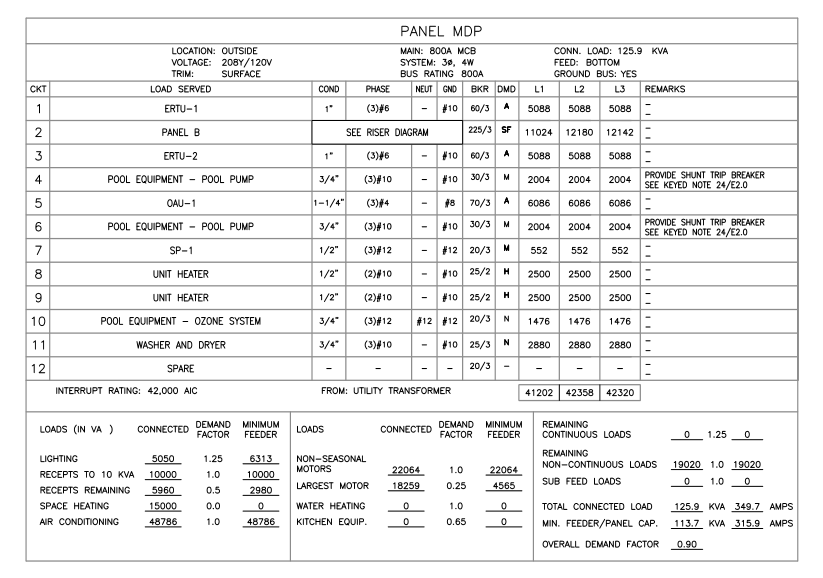 PANEL MDP
LOCATION: OUTSIDE MAIN: 800A MCB CONN. LOAD: 125.9 KVA
VOLTAGE: 208Y/120V SYSTEM: 3ø, 4W FEED: BOTTOM
TRIM: SURFACE BUS RATING 800A GROUND BUS: YES
CKT LOAD SERVED COND PHASE NEUT GND BKR DMD L1 L2 L3 REMARKS
1 ERTU-1 1" (3)#6 - #10 60/3 A 5088 5088 5088 - -
2 PANEL B SEE RISER DIAGRAM 225/3 SF 11024 12180 12142 - -
3 ERTU-2 1" (3)#6 - #10 60/3 A 5088 5088 5088 - -
4 POOL EQUIPMENT - POOL PUMP 3/4" (3)#10 - #10 30/3 M 2004 2004 2004 PROVIDE SHUNT TRIP BREAKER
SEE KEYED NOTE 24/E2.0
5 OAU-1 1-1/4" (3)#4 - #8 70/3 A 6086 6086 6086 - -
6 POOL EQUIPMENT - POOL PUMP 3/4" (3)#10 - #10 30/3 M 2004 2004 2004 PROVIDE SHUNT TRIP BREAKER
SEE KEYED NOTE 24/E2.0
7 SP-1 1/2" (3)#12 - #12 20/3 M 552 552 552 - -
8 UNIT HEATER 1/2" (2)#10 - #10 25/2 H 2500 2500 2500 - -
9 UNIT HEATER 1/2" (2)#10 - #10 25/2 H 2500 2500 2500 - -
10 POOL EQUIPMENT - OZONE SYSTEM 3/4" (3)#12 #12 #12 20/3 N 1476 1476 1476 - -
11 WASHER AND DRYER 3/4" (3)#10 - #10 25/3 N 2880 2880 2880 - -
12 SPARE - - - - 20/3 - - - - - -
INTERRUPT RATING: 42,000 AIC FROM: UTILITY TRANSFORMER 41202 42358 42320
LOADS (IN VA ) CONNECTED DEMAND FACTOR MINIMUM FEEDER
LIGHTING 5050 1.25 6313
RECEPTS TO 10 KVA 10000 1.0 10000
RECEPTS REMAINING 5960 0.5 2980
SPACE HEATING 15000 0.0 0
AIR CONDITIONING 48786 1.0 48786
LOADS CONNECTED DEMAND FACTOR MINIMUM FEEDER
NON-SEASONAL
MOTORS 22064 1.0 22064
LARGEST MOTOR 18259 0.25 4565
WATER HEATING 0 1.0 0
KITCHEN EQUIP. 0 0.65 0
REMAINING
CONTINUOUS LOADS 0 1.25 0
REMAINING
NON-CONTINUOUS LOADS 19020 1.0 19020
SUB FEED LOADS 0 1.0 0
TOTAL CONNECTED LOAD 125.9 KVA 349.7 AMPS
MIN. FEEDER/PANEL CAP. 113.7 KVA 315.9 AMPS
OVERALL DEMAND FACTOR 0.90